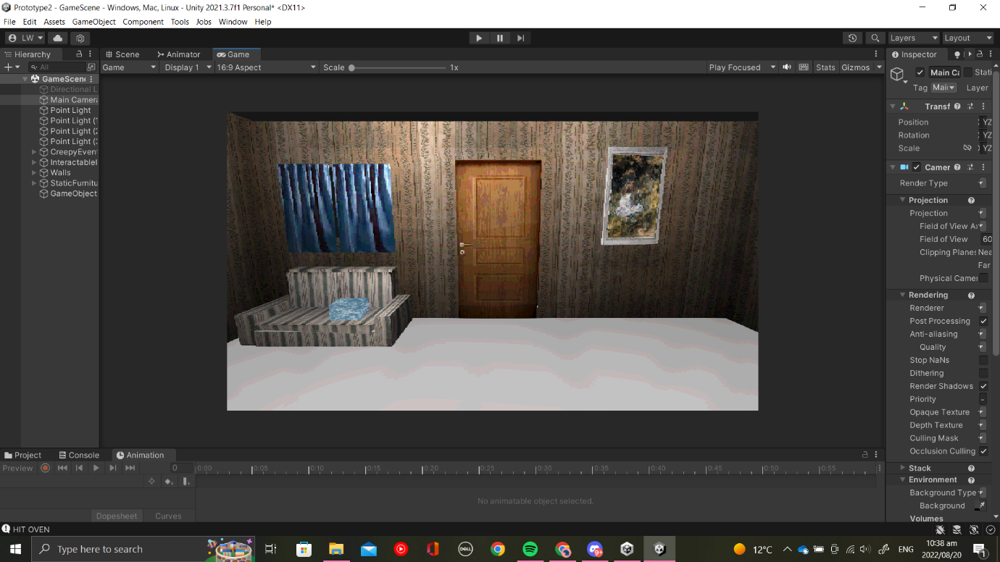 Prototype2 - GameScene - Windows, Mac, Linux - Unity 2021.3.7f1 Personal* <DX11>
File Edit Assets GameObject Component Tools Jobs Window Help
LW Layers Layout
Hierarchy Scene Animator Game Inspector
All Game Display 1 16:9 Aspect Scale 1x Play Focused Stats Gizmos
GameScene
Directional L
Main Camera
Point Light
Point Light (1
Point Light (2
Point Light (3
CreepyEven
InteractableI
Walls
StaticFurnitu
GameObject
Main Ca Stati
Tag Mai Layer
Transf
Position YZ
Rotation YZ
Scale YZ
Camer
Render Type
Projection
Projection
Field of View Ax
Field of View 60
Clipping Planes Nea
Far
Physical Camer
Rendering
Renderer
Post Processing
Anti-aliasing
Quality
Stop NaNs
Dithering
Render Shadows
Priority -
Opaque Texture
Depth Texture
Culling Mask
Occlusion Culling
Stack
Environment
Background Type
Background
Volumes
Project Console Animation
Preview 0 0:00 0:05 0:10 0:15 0:20 0:25 0:30 0:35 0:40 0:45 0:50 0:55
No animatable object selected.
Dopesheet Curves
HIT OVEN
Type here to search
DELL
9+
12°C
ENG
10:38 am
2022/08/20
1